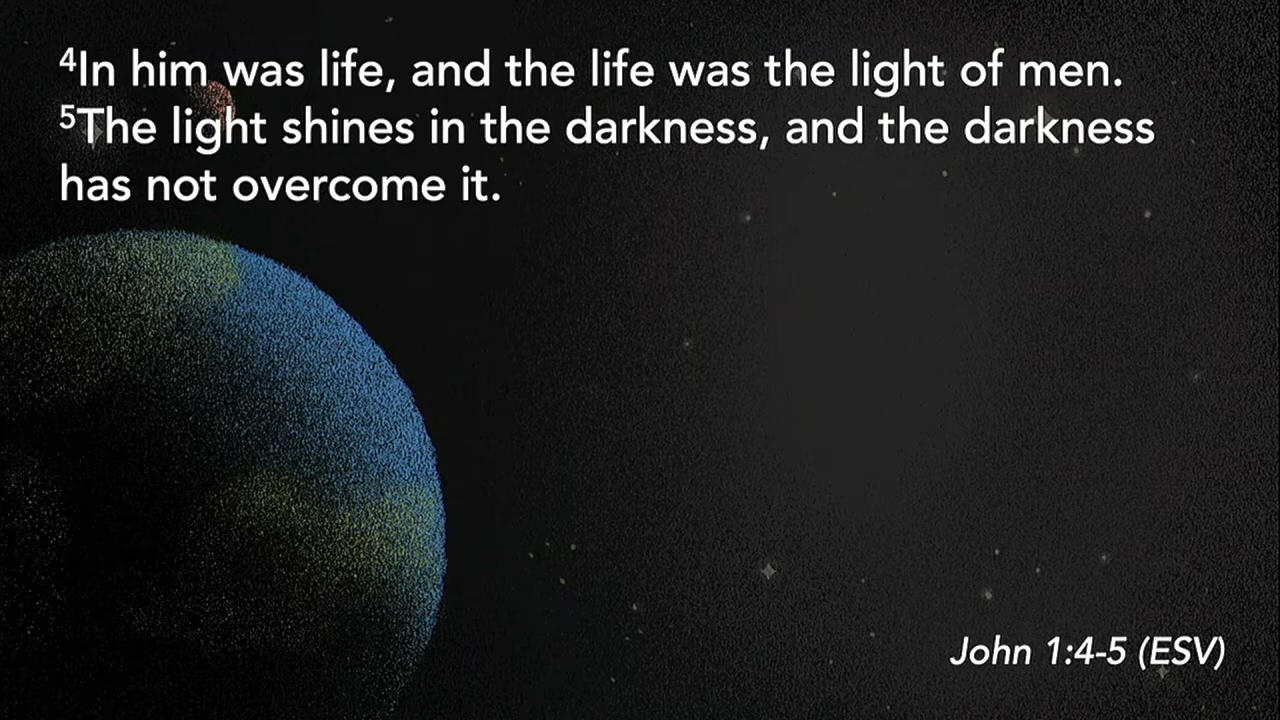 ⁴In him was life, and the life was the light of men.
⁵The light shines in the darkness, and the darkness
has not overcome it.
John 1:4-5 (ESV)